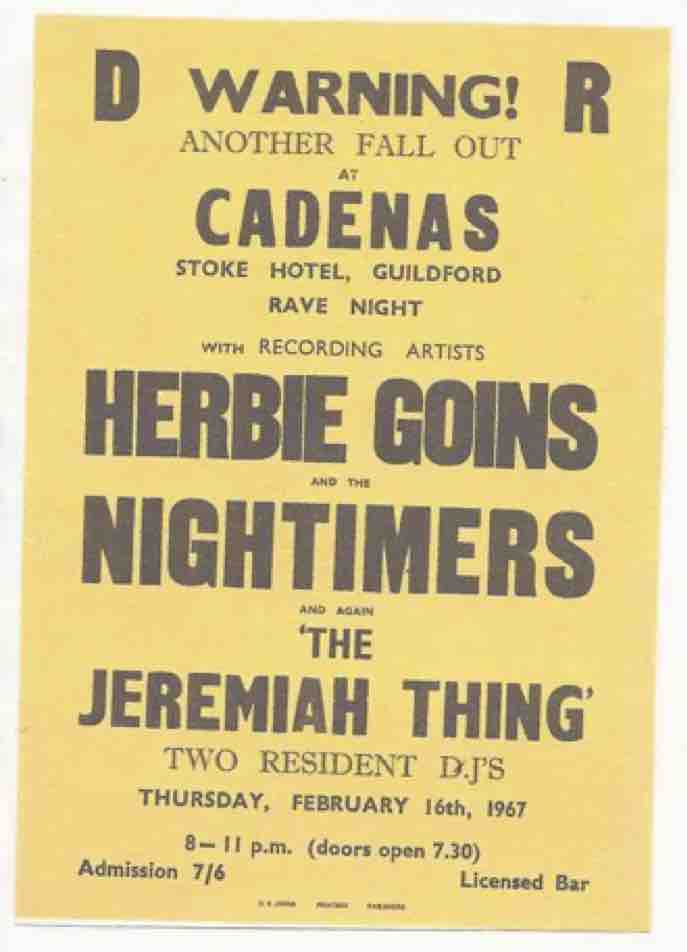 D WARNING! R
ANOTHER FALL OUT
AT
CADENAS
STOKE HOTEL, GUILDFORD
RAVE NIGHT
WITH RECORDING ARTISTS
HERBIE GOINS
AND THE
NIGHTIMERS
AND AGAIN
'THE
JEREMIAH THING'
TWO RESIDENT D.J'S
THURSDAY, FEBRUARY 16th, 1967
8—11 p.m. (doors open 7.30)
Admission 7/6 Licensed Bar